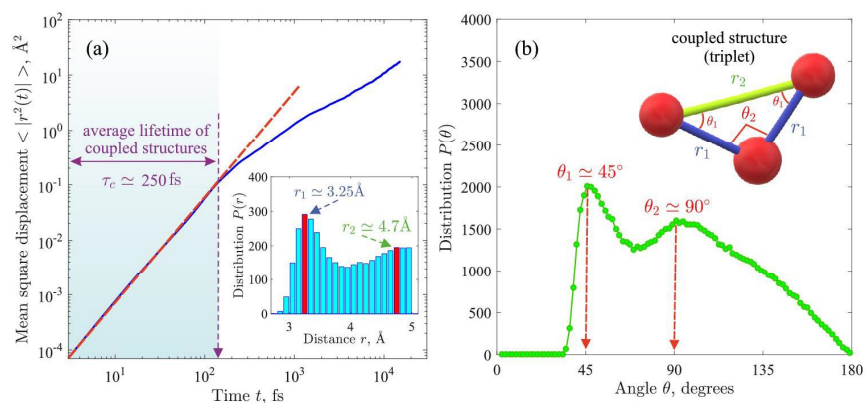 (a)
Mean square displacement < |r²(t)| >, Å²
10²
10¹
10⁰
10⁻¹
10⁻²
10⁻³
10⁻⁴
average lifetime of
coupled structures
τc ≃ 250 fs
10¹
10²
10³
10⁴
Time t, fs
Distribution P(r)
400
300
200
100
0
r₁ ≃ 3.25Å
r₂ ≃ 4.7Å
3
4
5
Distance r, Å
(b)
Distribution P(θ)
4000
3500
3000
2500
2000
1500
1000
500
0
coupled structure
(triplet)
r₂
θ₁
θ₁
θ₂
r₁
r₁
θ₁ ≃ 45°
θ₂ ≃ 90°
0
45
90
135
180
Angle θ, degrees